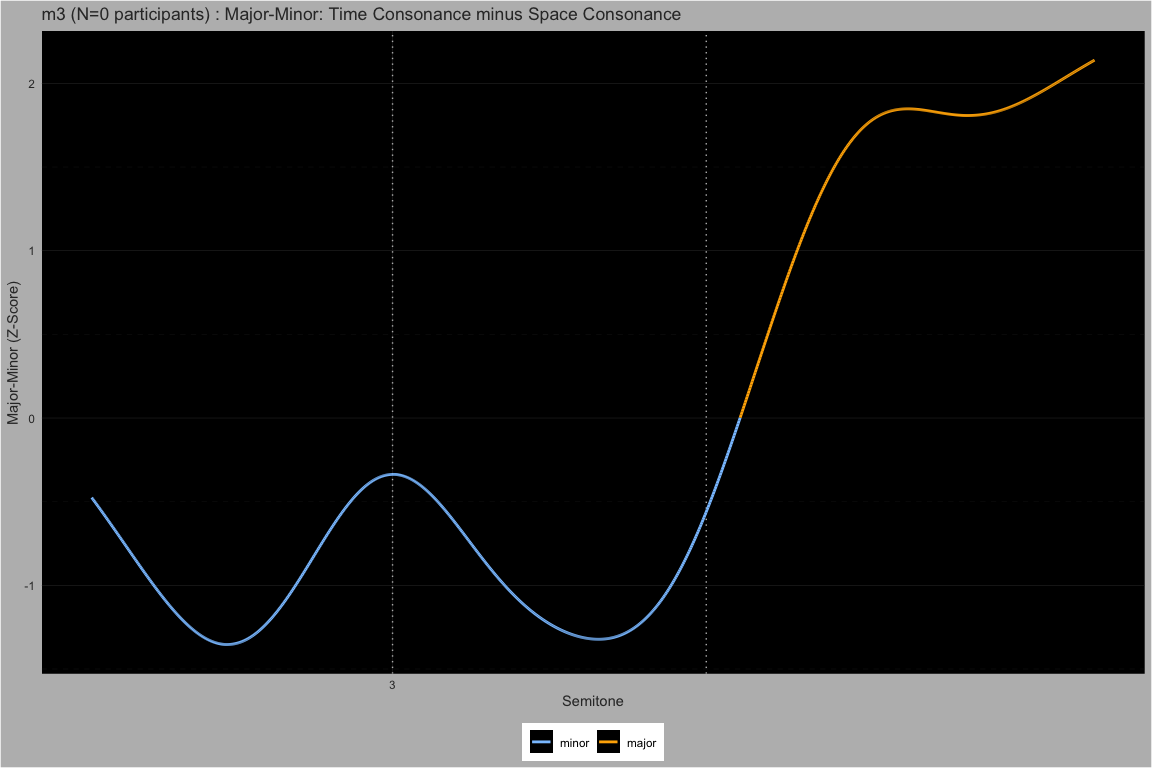 m3 (N=0 participants) : Major-Minor: Time Consonance minus Space Consonance
Major-Minor (Z-Score)
2
1
0
-1
3
Semitone
minor major